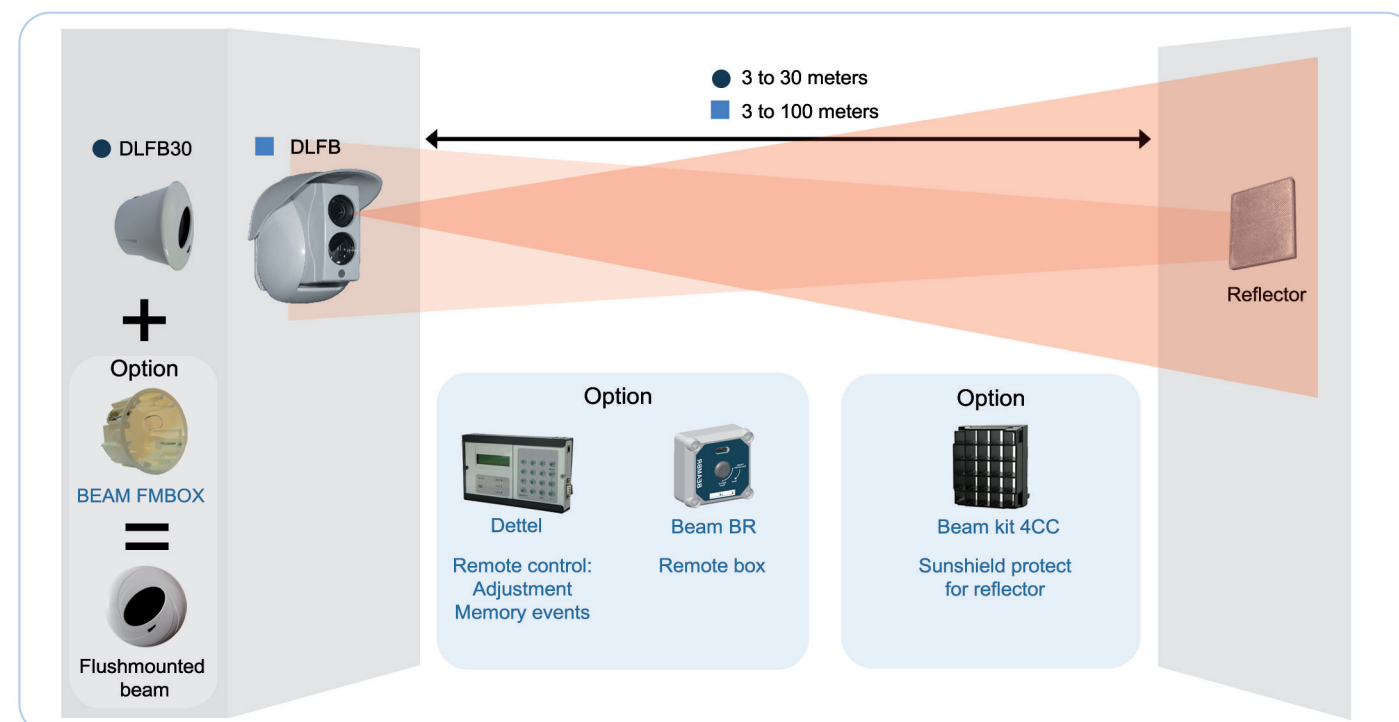 3 to 30 meters
3 to 100 meters
DLFB30
DLFB
Reflector
Option
BEAM FMBOX
Flushmounted
beam
Option
Dettel
Remote control:
Adjustment
Memory events
Beam BR
Remote box
Option
Beam kit 4CC
Sunshield protect
for reflector